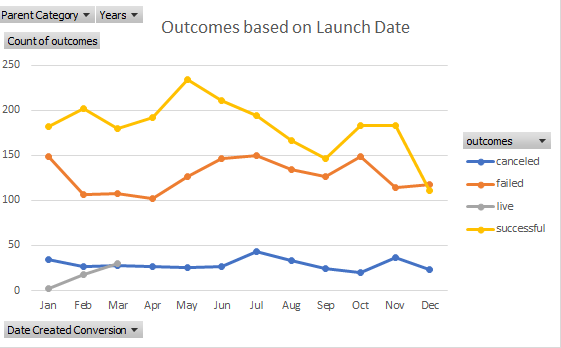 Parent Category Years
Outcomes based on Launch Date
Count of outcomes
250
200
150
100
50
0
Jan Feb Mar Apr May Jun Jul Aug Sep Oct Nov Dec
outcomes
canceled
failed
live
successful
Date Created Conversion